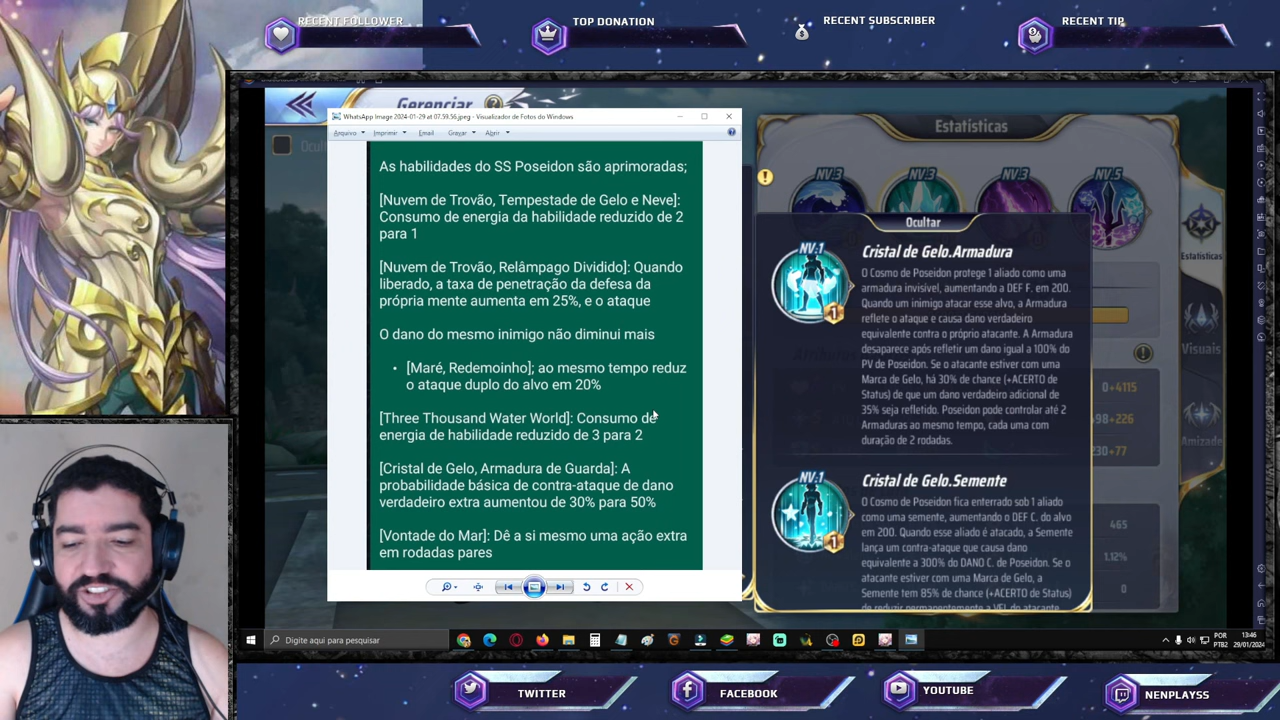 RECENT FOLLOWER
TOP DONATION
RECENT SUBSCRIBER
RECENT TIP
Gerenciar
WhatsApp Image 2024-01-29 at 07.59.56.jpeg - Visualizador de Fotos do Windows
Arquivo
Imprimir
Email
Gravar
Abrir
As habilidades do SS Poseidon são aprimoradas;
[Nuvem de Trovão, Tempestade de Gelo e Neve]:
Consumo de energia da habilidade reduzido de 2
para 1
[Nuvem de Trovão, Relâmpago Dividido]: Quando
liberado, a taxa de penetração da defesa da
própria mente aumenta em 25%, e o ataque
O dano do mesmo inimigo não diminui mais
• [Maré, Redemoinho]; ao mesmo tempo reduz
o ataque duplo do alvo em 20%
[Three Thousand Water World]: Consumo de
energia de habilidade reduzido de 3 para 2
[Cristal de Gelo, Armadura de Guarda]: A
probabilidade básica de contra-ataque de dano
verdadeiro extra aumentou de 30% para 50%
[Vontade do Mar]: Dê a si mesmo uma ação extra
em rodadas pares
Estatísticas
NV.3
NV.3
NV.3
NV.5
Ocultar
NV.1
Cristal de Gelo.Armadura
O Cosmo de Poseidon protege 1 aliado como uma
armadura invisível, aumentando a DEF F. em 200.
Quando um inimigo atacar esse alvo, a Armadura
reflete o ataque e causa dano verdadeiro
equivalente contra o próprio atacante. A Armadura
desaparece após refletir um dano igual a 100% do
PV de Poseidon. Se o atacante estiver com uma
Marca de Gelo, há 30% de chance (+ACERTO de
Status) de que um dano verdadeiro adicional de
35% seja refletido. Poseidon pode controlar até 2
Armaduras ao mesmo tempo, cada uma com
duração de 2 rodadas.
NV.1
Cristal de Gelo.Semente
O Cosmo de Poseidon fica enterrado sob 1 aliado
como uma semente, aumentando o DEF C. do alvo
em 200. Quando esse aliado é atacado, a Semente
lança um contra-ataque que causa dano
equivalente a 300% do DANO C. de Poseidon. Se o
atacante estiver com uma Marca de Gelo, a
Semente tem 85% de chance (+ACERTO de Status)
de reduzir permanentemente a VEL do atacante
Estatísticas
Visuais
Amizade
0+4115
98+226
230+77
465
1.12%
0
Digite aqui para pesquisar
POR
PTB2
13:46
29/01/2024
TWITTER
FACEBOOK
YOUTUBE
NENPLAYSS